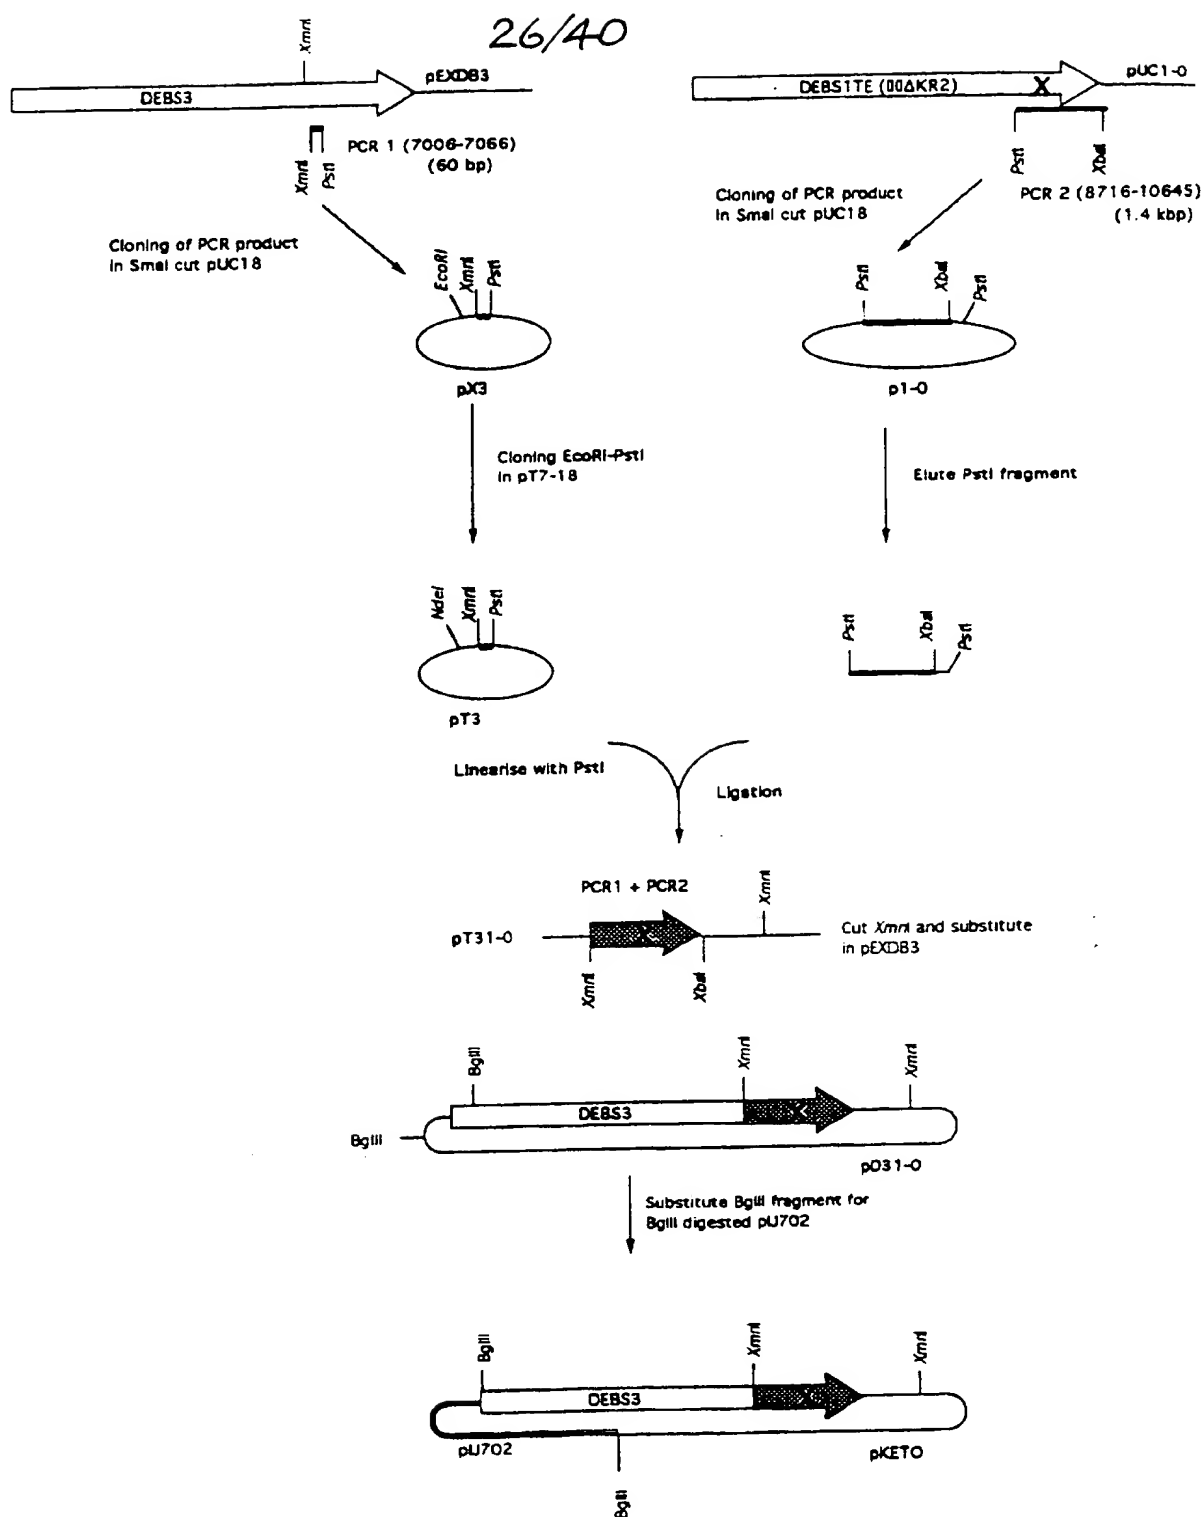 26/40
XmnI
pEXDB3
DEBS3
PCR 1 (7006-7066)
(60 bp)
XmnI
PstI
Cloning of PCR product
in SmaI cut pUC18
pUC1-0
DEBS1TE (00ΔKR2)
X
PstI
XbaI
PCR 2 (8716-10645)
(1.4 kbp)
Cloning of PCR product
in SmaI cut pUC18
EcoRI
XmnI
PstI
pX3
PstI
XbaI
PstI
p1-0
Cloning EcoRI-PstI
in pT7-18
Elute PstI fragment
NdeI
XmnI
PstI
pT3
PstI
XbaI
PstI
Linearise with PstI
Ligation
PCR1 + PCR2
XmnI
pT31-0
X
XmnI
XbaI
Cut XmnI and substitute
in pEXDB3
BglII
XmnI
XmnI
DEBS3
X
BglII
pD31-0
Substitute BglII fragment for
BglII digested pIJ702
BglII
XmnI
XmnI
DEBS3
X
pIJ702
pKETO
BglII